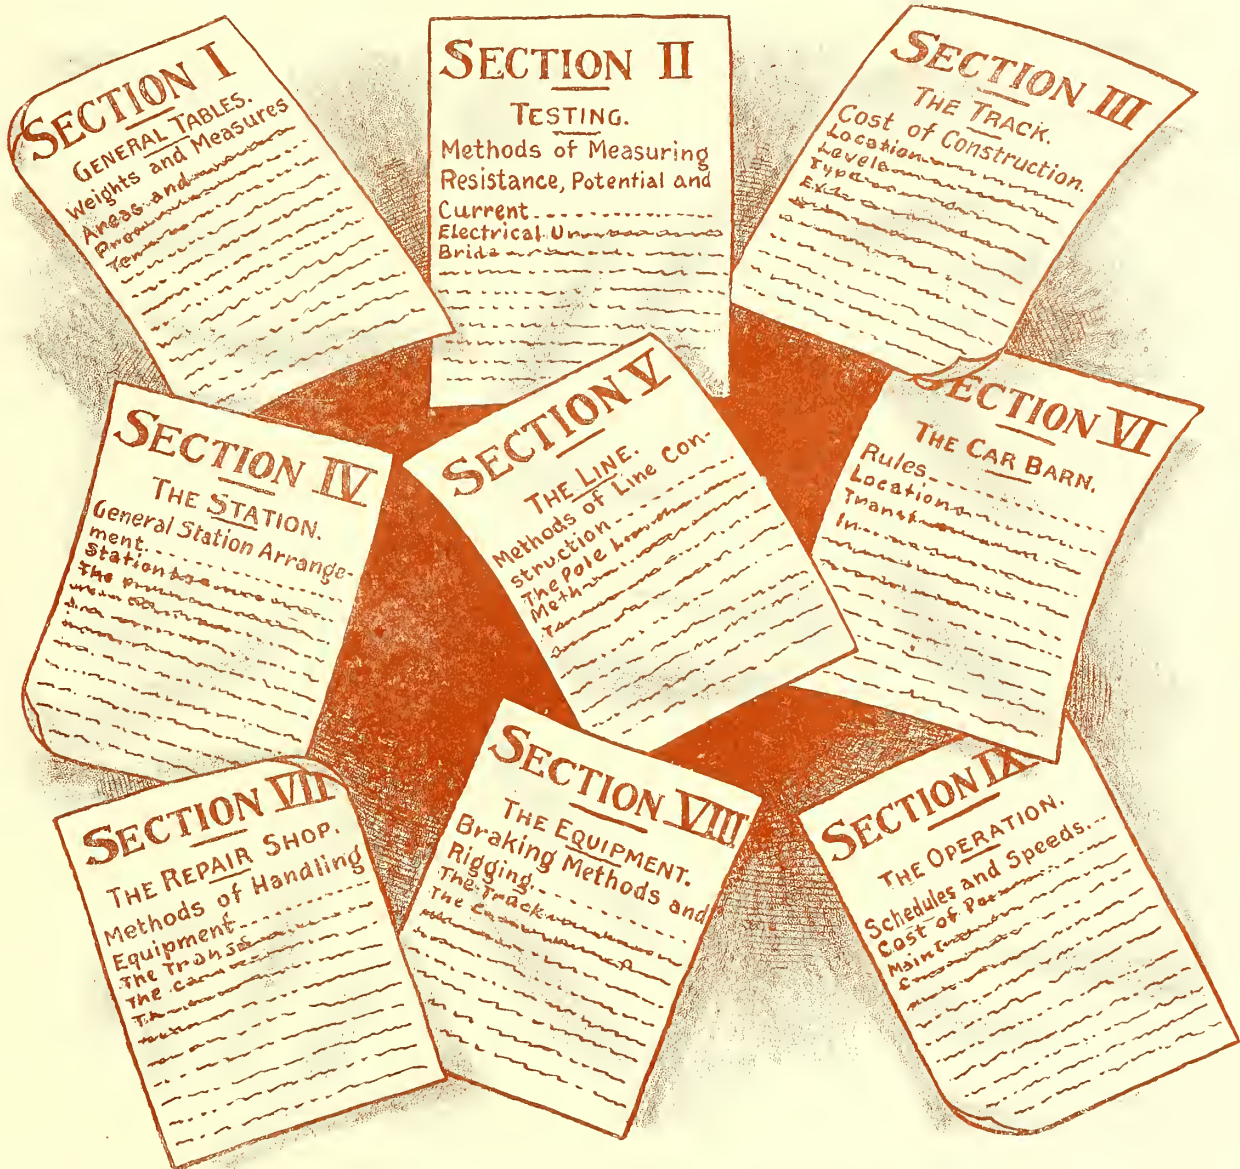 SECTION I
GENERAL TABLES.
Weights and Measures
Areas and
SECTION II
TESTING.
Methods of Measuring
Resistance, Potential and
Current
Electrical
SECTION III
THE TRACK.
Cost of Construction.
Location
Levels
SECTION IV
THE STATION.
General Station Arrange-
ment
Station
The
SECTION V
THE LINE.
Methods of Line Con-
struction
The Pole
SECTION VI
THE CAR BARN.
Rules
Location
SECTION VII
THE REPAIR SHOP.
Methods of Handling
Equipment
The
The
SECTION VIII
THE EQUIPMENT.
Braking Methods and
Rigging
The Track
The
SECTION IX
THE OPERATION.
Schedules and Speeds
Cost of